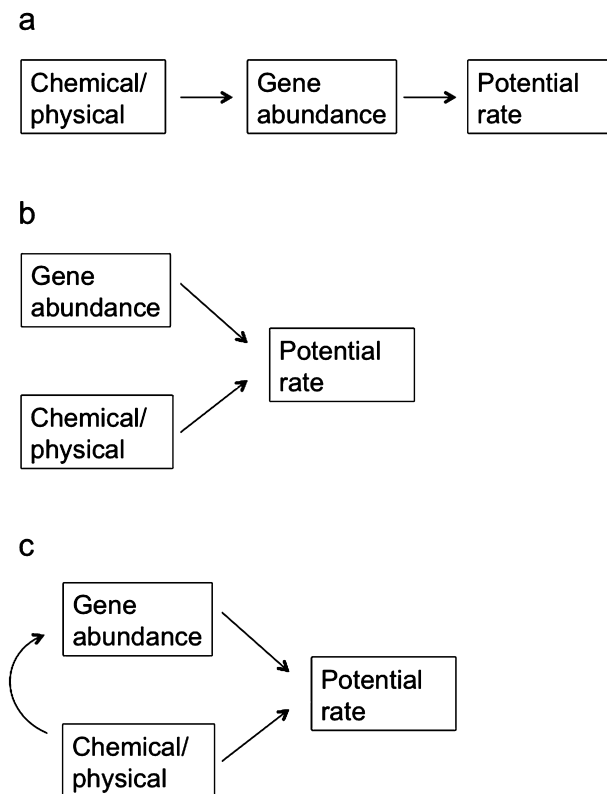 a
Chemical/
physical
Gene
abundance
Potential
rate
b
Gene
abundance
Potential
rate
Chemical/
physical
c
Gene
abundance
Potential
rate
Chemical/
physical